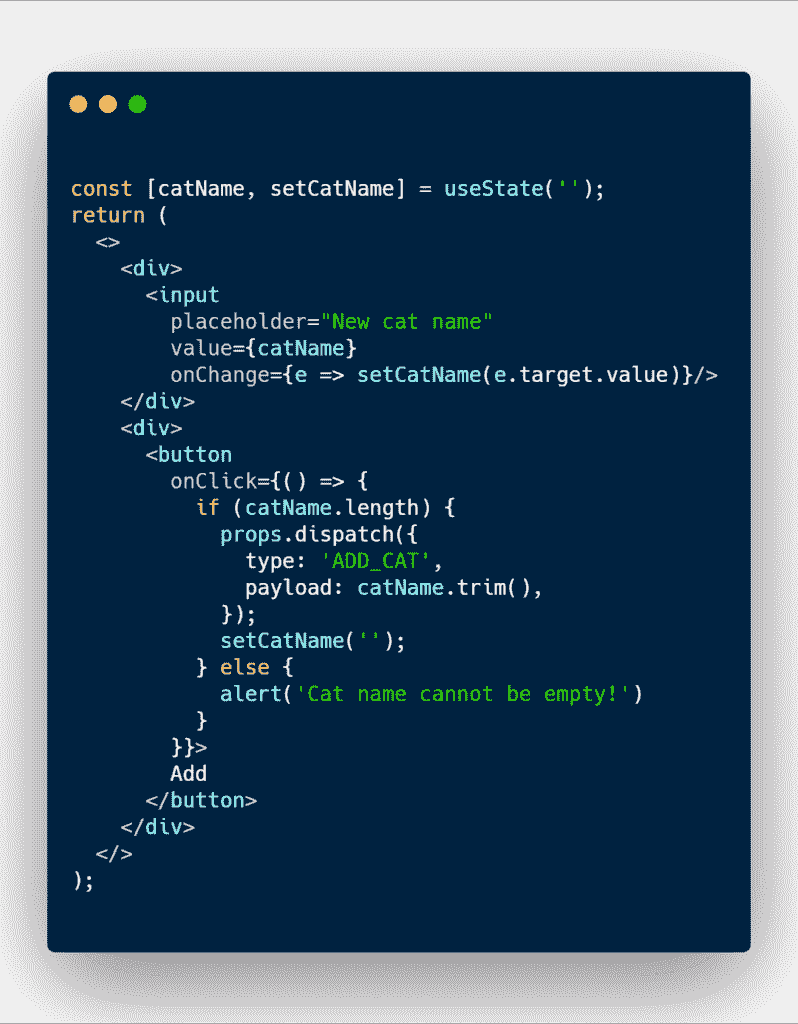 const [catName, setCatName] = useState('');
return (
  <>
    <div>
      <input
        placeholder="New cat name"
        value={catName}
        onChange={e => setCatName(e.target.value)}/>
    </div>
    <div>
      <button
        onClick={() => {
          if (catName.length) {
            props.dispatch({
              type: 'ADD_CAT',
              payload: catName.trim(),
            });
            setCatName('');
          } else {
            alert('Cat name cannot be empty!')
          }
        }}>
        Add
      </button>
    </div>
  </>
);